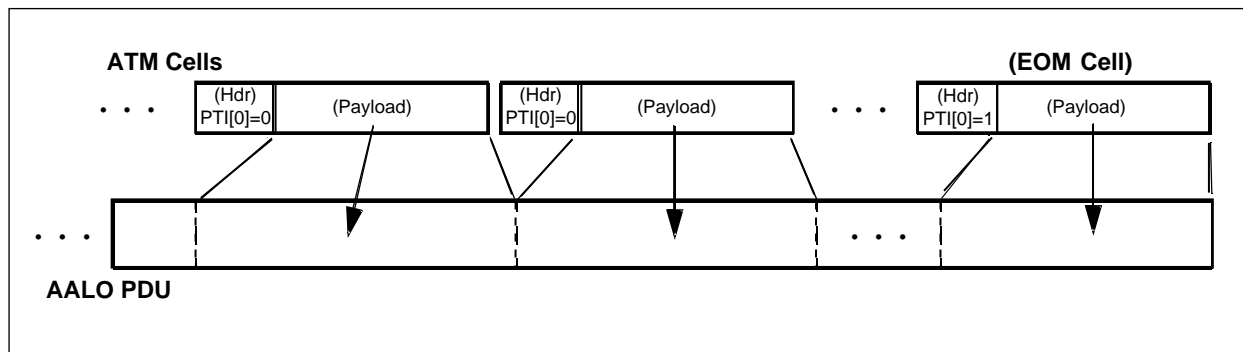 ATM Cells
(EOM Cell)
. . .
(Hdr)
PTI[0]=0
(Payload)
(Hdr)
PTI[0]=0
(Payload)
. . .
(Hdr)
PTI[0]=1
(Payload)
. . .
. . .
AALO PDU